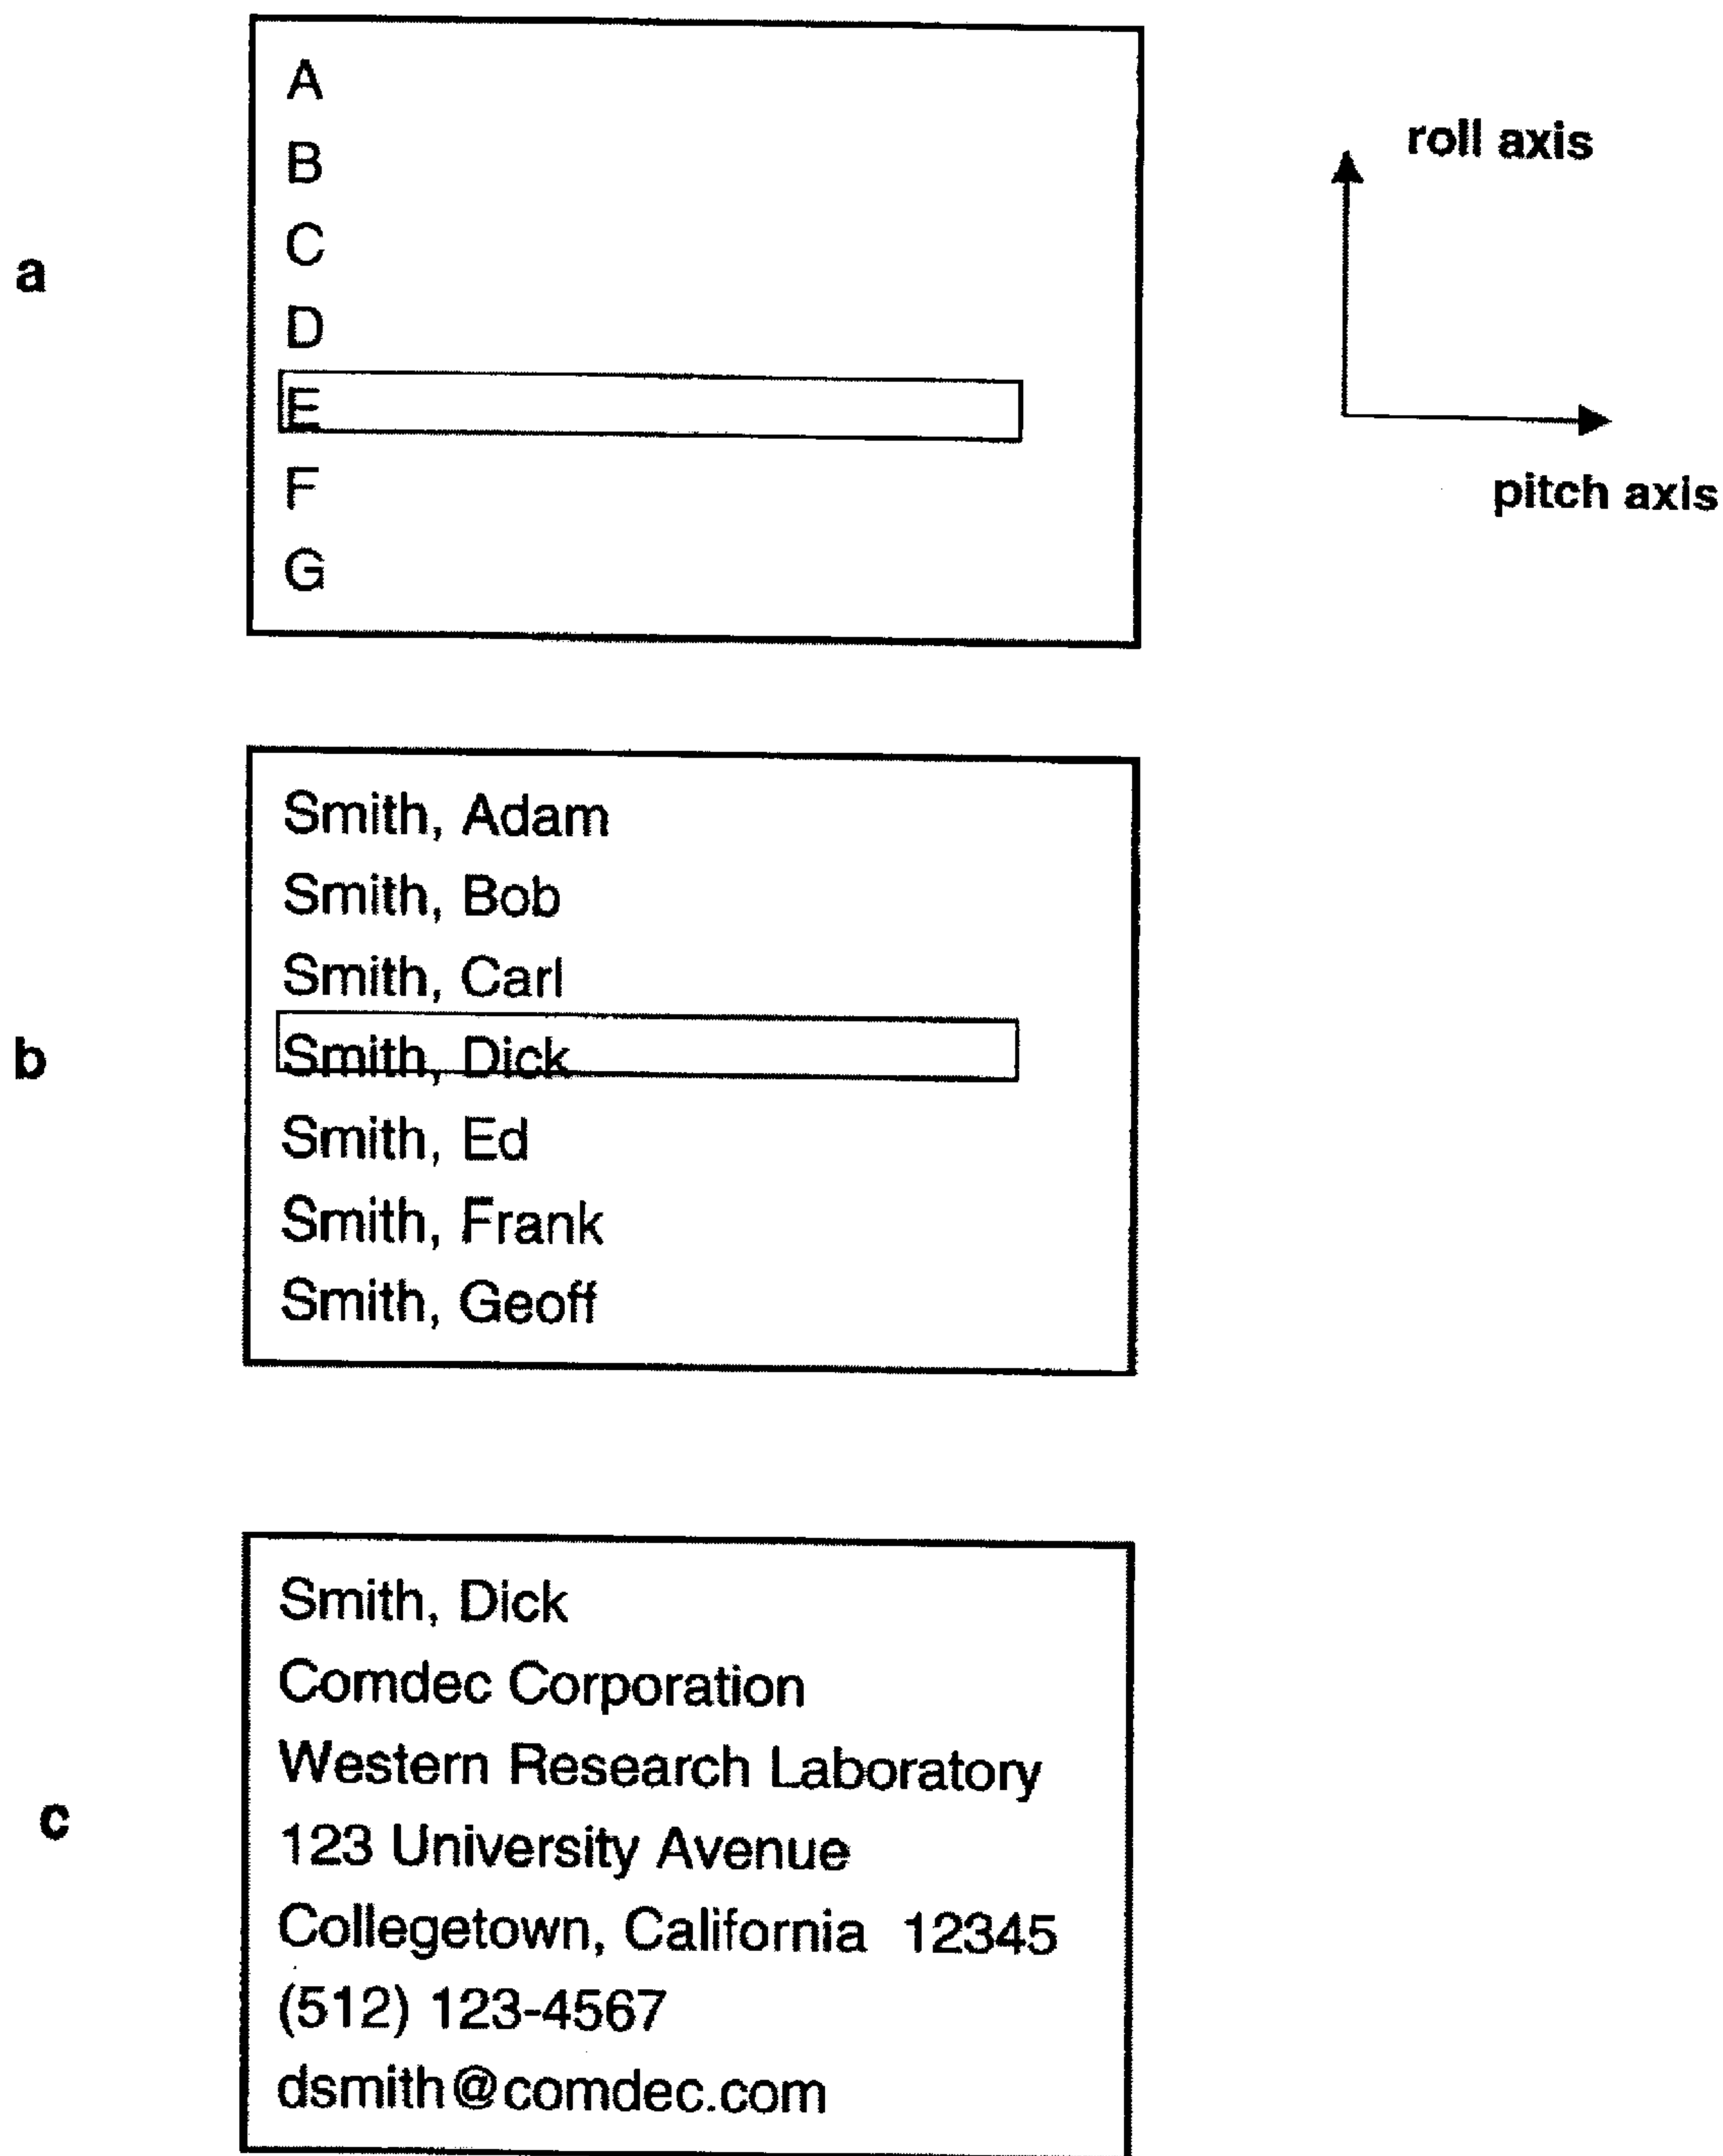 a
A
B
C
D
E
F
G
roll axis
pitch axis
b
Smith, Adam
Smith, Bob
Smith, Carl
Smith, Dick
Smith, Ed
Smith, Frank
Smith, Geoff
c
Smith, Dick
Comdec Corporation
Western Research Laboratory
123 University Avenue
Collegetown, California 12345
(512) 123-4567
dsmith@comdec.com